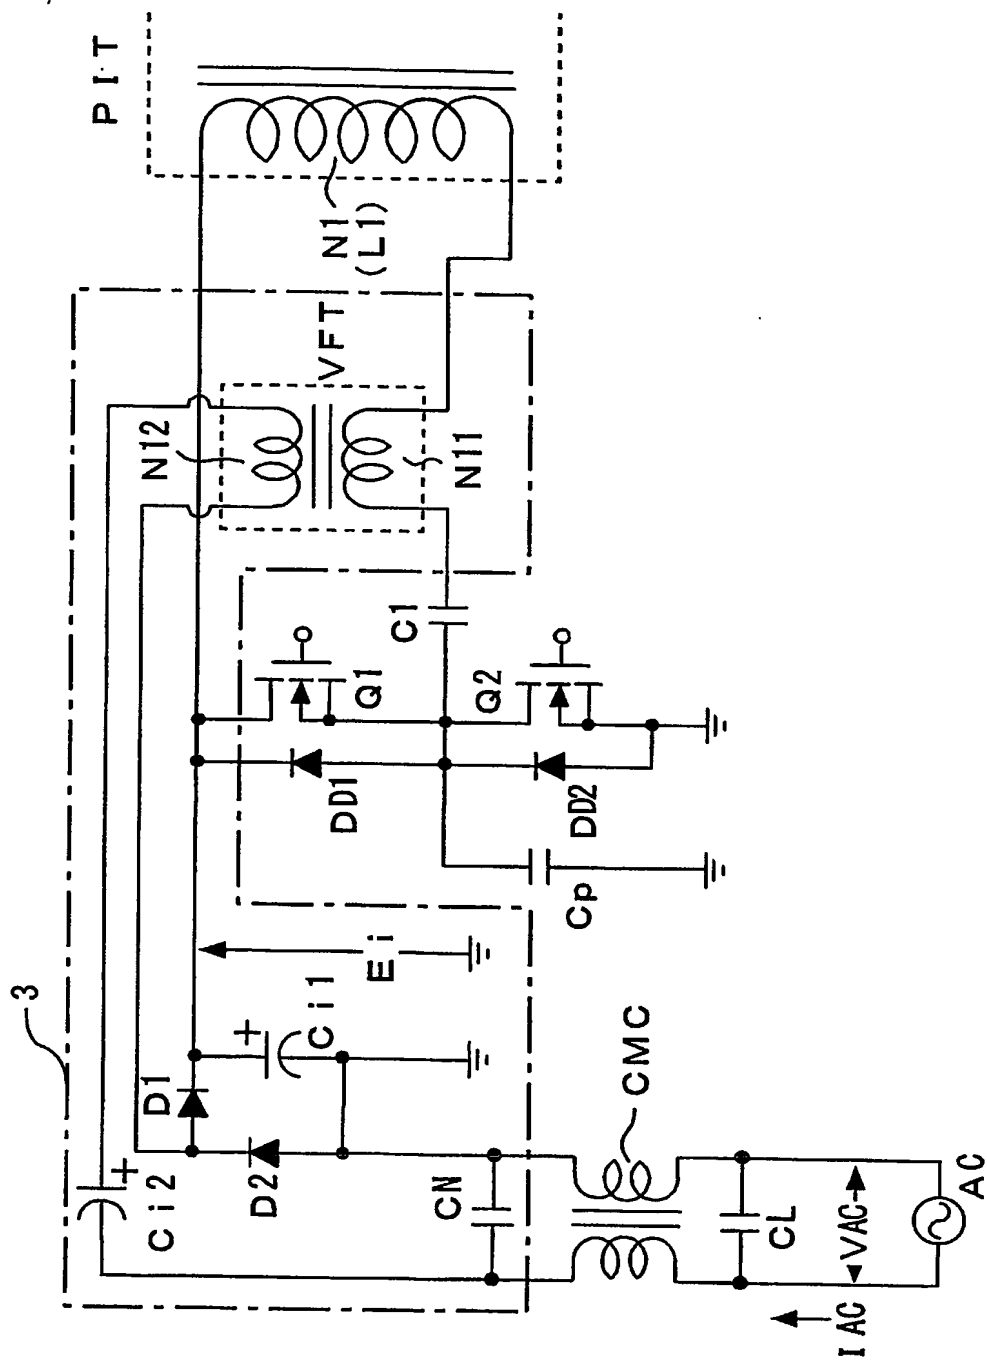 PIT
N1
(L1)
VFT
N12
N11
C1
Q1
Q2
DD1
DD2
Cp
Ei
3
Ci1
D1
Ci2
D2
CN
CMC
CL
VAC
AC
IAC